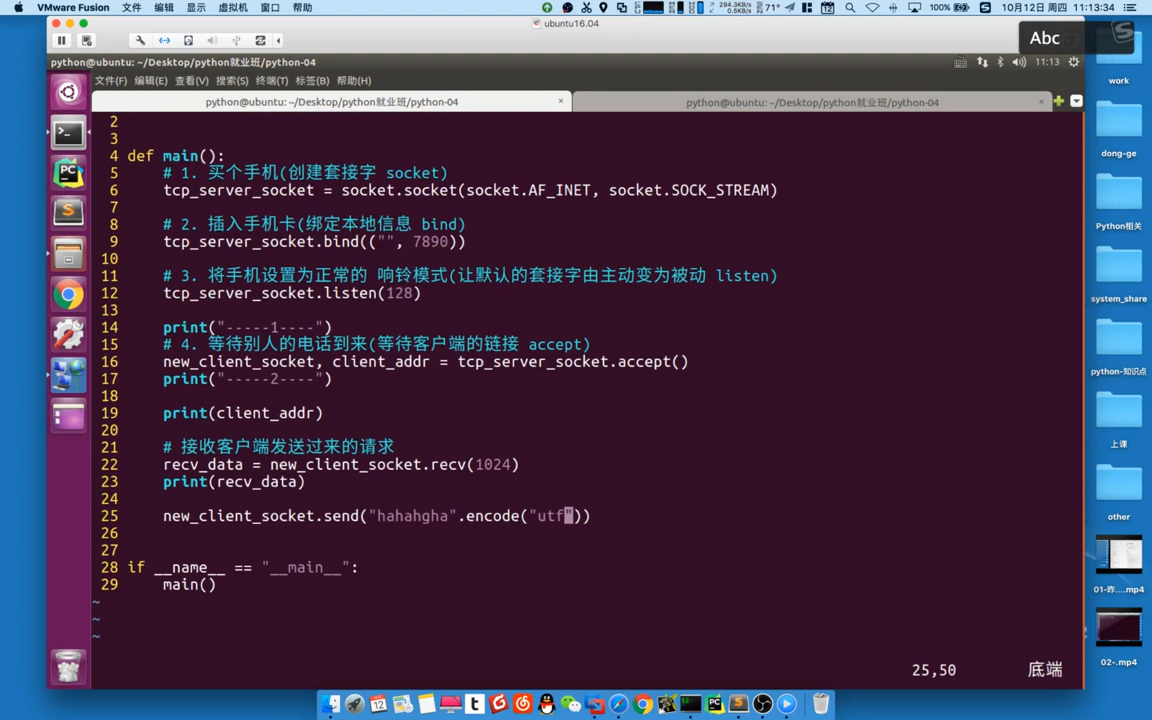 VMware Fusion 文件 编辑 显示 虚拟机 窗口 帮助 294.3KB/s 0.6KB/s 71° 12 100% 10月12日 周四 11:13:34
ubuntu16.04
Abc
python@ubuntu: ~/Desktop/python就业班/python-04 11:13
文件(F) 编辑(E) 查看(V) 搜索(S) 终端(T) 标签(B) 帮助(H)
python@ubuntu: ~/Desktop/python就业班/python-04 × python@ubuntu: ~/Desktop/python就业班/python-04 ×
2
3
4 def main():
5 # 1. 买个手机(创建套接字 socket)
6 tcp_server_socket = socket.socket(socket.AF_INET, socket.SOCK_STREAM)
7
8 # 2. 插入手机卡(绑定本地信息 bind)
9 tcp_server_socket.bind(("", 7890))
10
11 # 3. 将手机设置为正常的 响铃模式(让默认的套接字由主动变为被动 listen)
12 tcp_server_socket.listen(128)
13
14 print("-----1----")
15 # 4. 等待别人的电话到来(等待客户端的链接 accept)
16 new_client_socket, client_addr = tcp_server_socket.accept()
17 print("-----2----")
18
19 print(client_addr)
20
21 # 接收客户端发送过来的请求
22 recv_data = new_client_socket.recv(1024)
23 print(recv_data)
24
25 new_client_socket.send("hahahgha".encode("utf"))
26
27
28 if __name__ == "__main__":
29 main()
~
~
~
25,50 底端
work
dong-ge
Python相关
system_share
python-知识点
上课
other
01-昨....mp4
02-.mp4